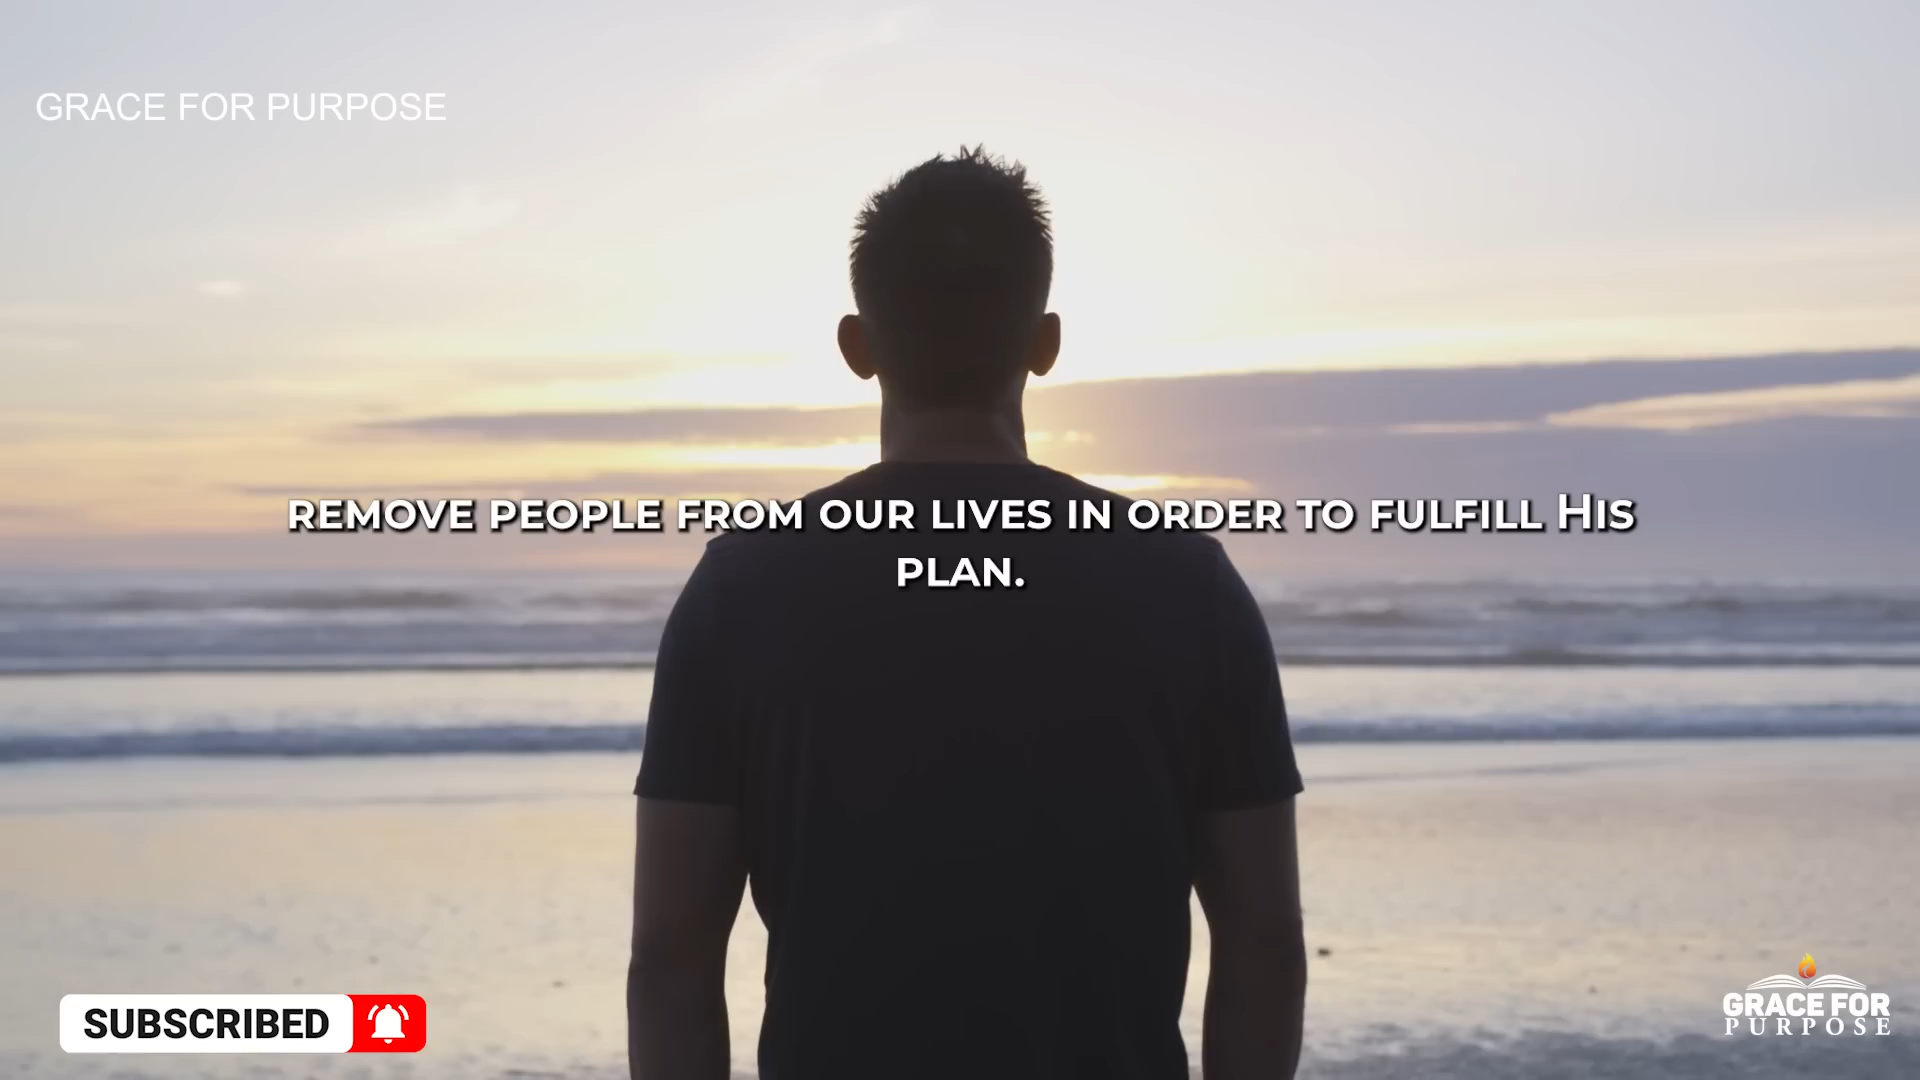 GRACE FOR PURPOSE
REMOVE PEOPLE FROM OUR LIVES IN ORDER TO FULFILL HIS
PLAN.
SUBSCRIBED
GRACE FOR
PURPOSE